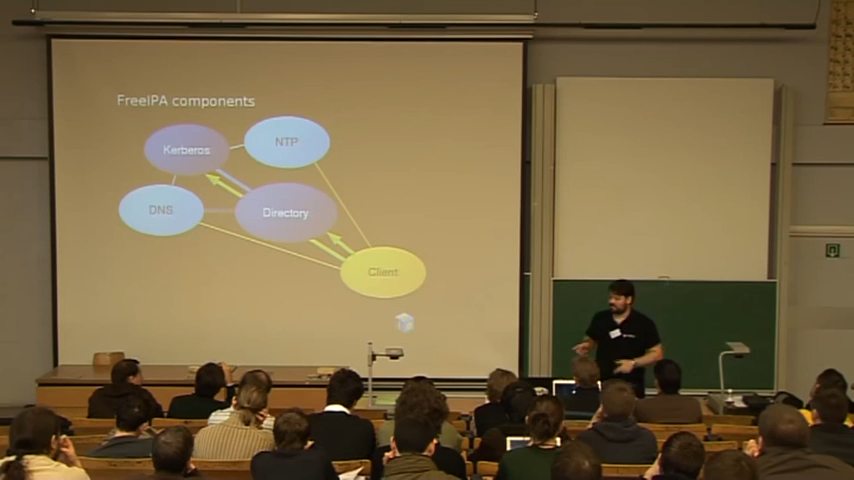 FreeIPA components
Kerberos
NTP
DNS
Directory
Client